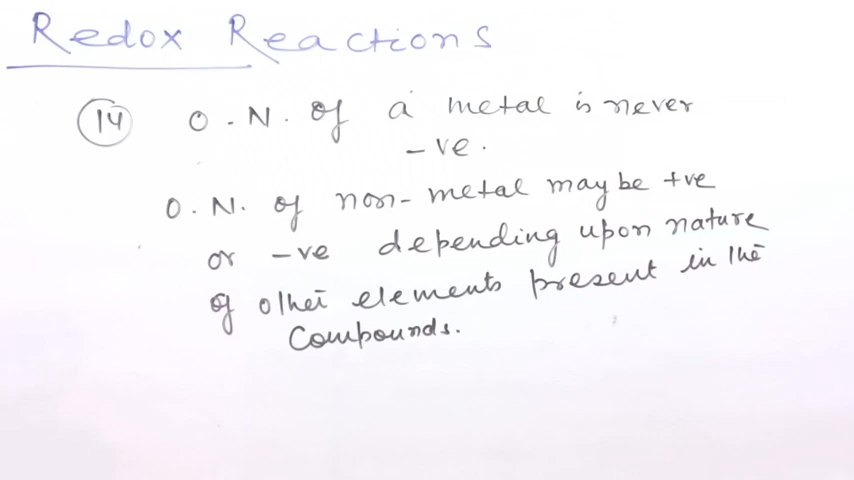 Redox Reactions
14 O.N. of a metal is never
-ve.
O.N. of non-metal may be +ve
or -ve depending upon nature
of other elements present in the
Compounds.